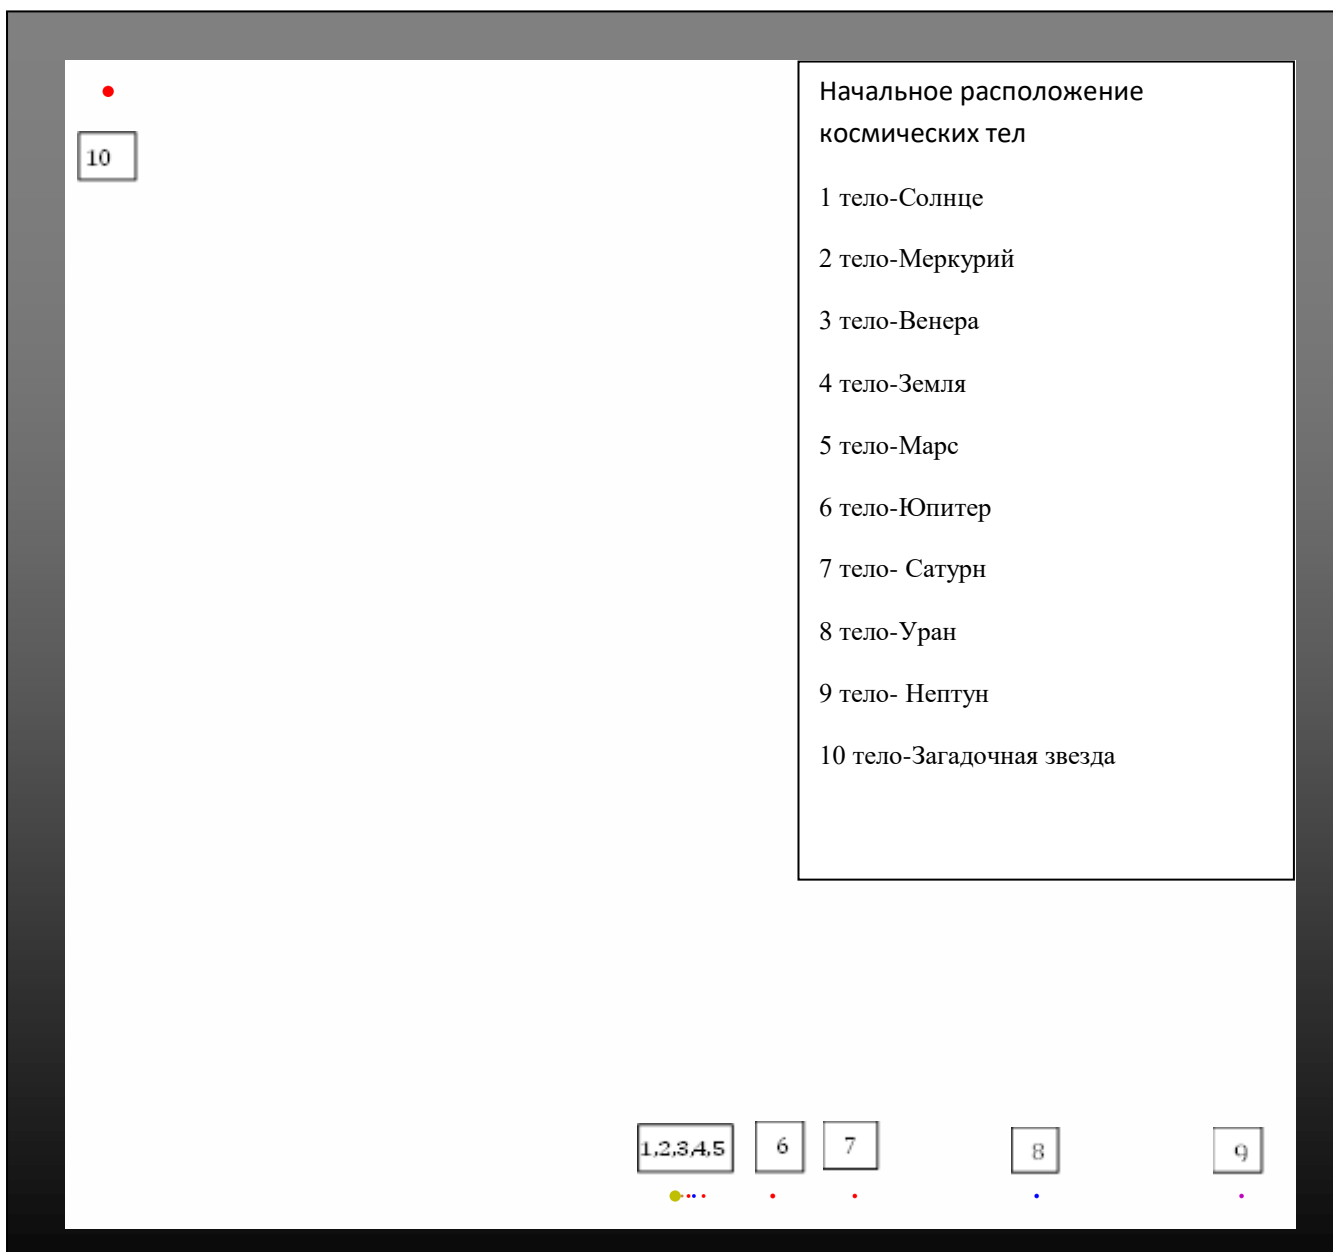 Начальное расположение
космических тел
10
1 тело-Солнце
2 тело-Меркурий
3 тело-Венера
4 тело-Земля
5 тело-Марс
6 тело-Юпитер
7 тело- Сатурн
8 тело-Уран
9 тело- Нептун
10 тело-Загадочная звезда
1,2,3,4,5
6
7
8
9